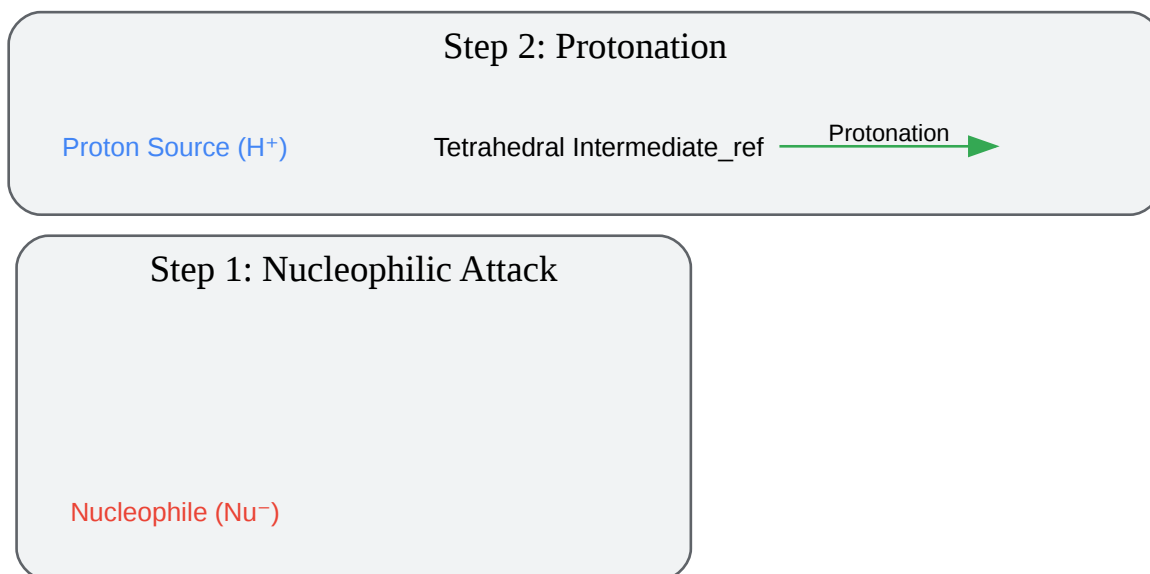 Step 2: Protonation
Proton Source (H⁺)
Tetrahedral Intermediate_ref
Protonation
Step 1: Nucleophilic Attack
Nucleophile (Nu⁻)